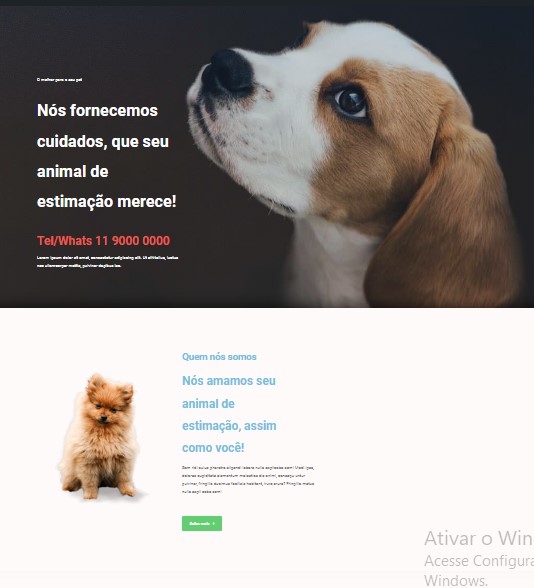 O melhor para o seu pet
Nós fornecemos
cuidados, que seu
animal de
estimação merece!
Tel/Whats 11 9000 0000
Lorem ipsum dolor sit amet, consectetur adipiscing elit. Ut elit tellus, luctus
nec ullamcorper mattis, pulvinar dapibus leo.
Quem nós somos
Nós amamos seu
animal de
estimação, assim
como você!
Saiba mais
Ativar o Win
Acesse Configura
Windows.